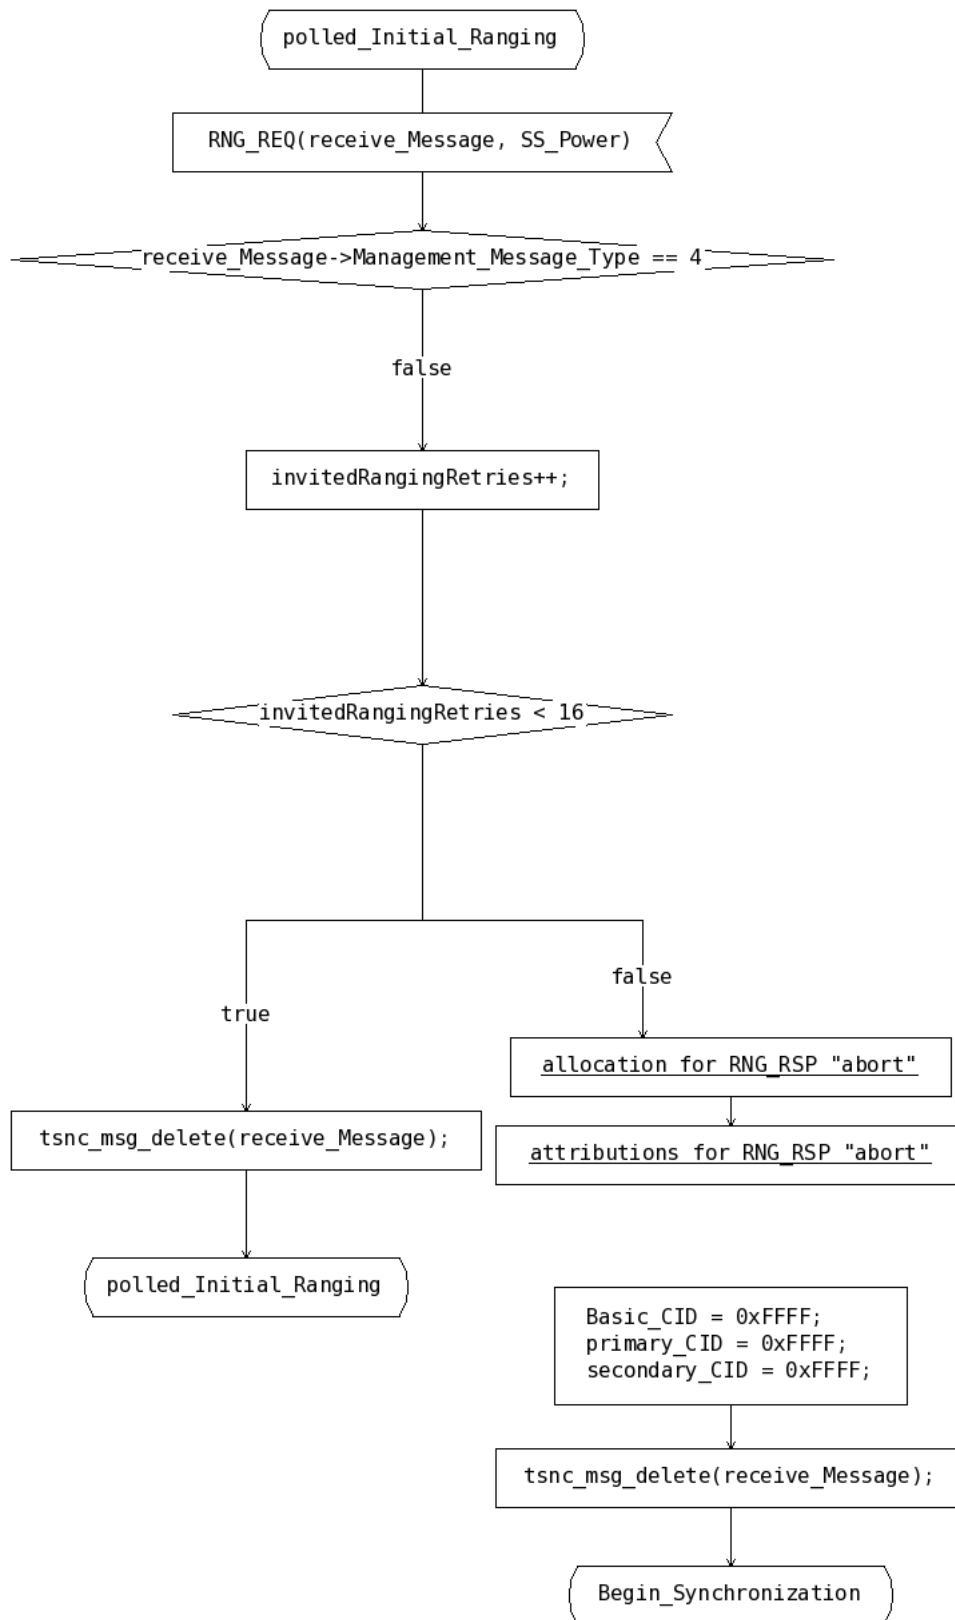 polled_Initial_Ranging
RNG_REQ(receive_Message, SS_Power)
receive_Message->Management_Message_Type == 4
false
invitedRangingRetries++;
invitedRangingRetries < 16
false
true
allocation for RNG_RSP "abort"
tsnc_msg_delete(receive_Message);
attributions for RNG_RSP "abort"
polled_Initial_Ranging
Basic_CID = 0xFFFF;
primary_CID = 0xFFFF;
secondary_CID = 0xFFFF;
tsnc_msg_delete(receive_Message);
Begin_Synchronization